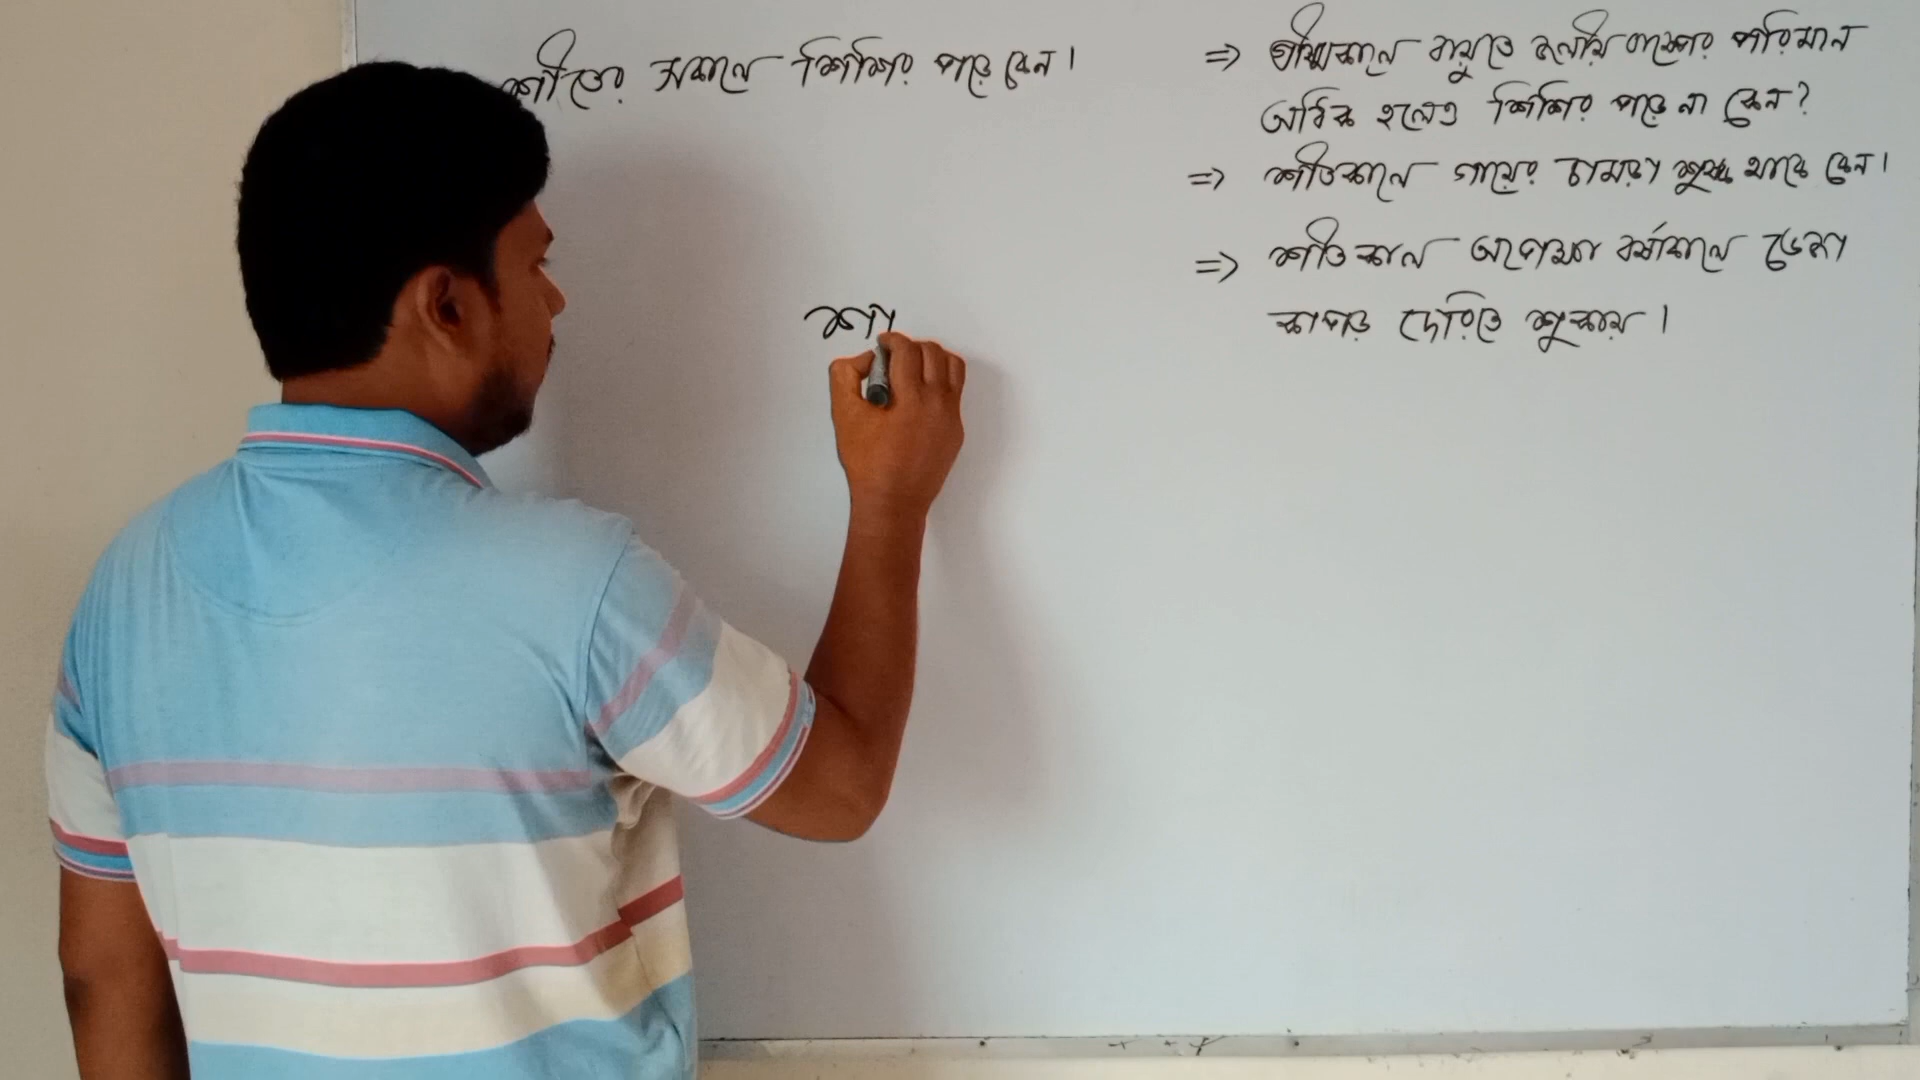 শীতের সকালে শিশির পড়ে কেন।
শী
=> গ্রীষ্মকালে বায়ুতে জলীয় বাষ্পের পরিমান
অধিক হলেও শিশির পড়ে না কেন?
=> শীতকালে গায়ের চামড়া শুষ্ক থাকে কেন।
=> শীতকাল অপেক্ষা বর্ষাকালে ভেজা
কাপড় দেরিতে শুকায়।